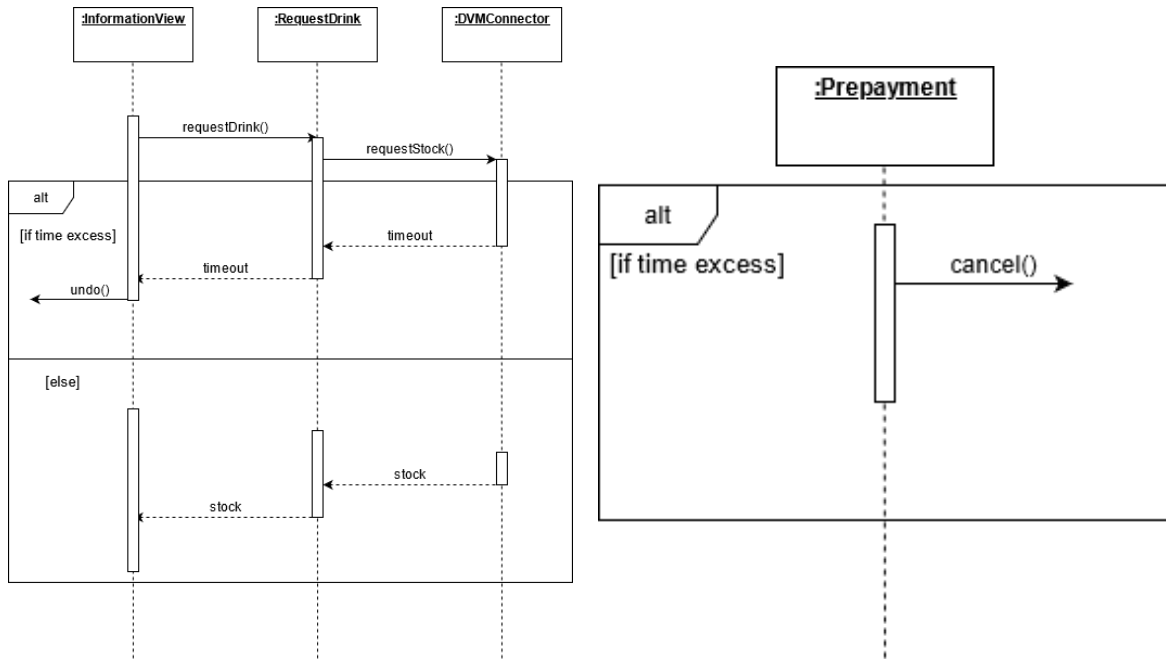 :InformationView
:RequestDrink
:DVMConnector
requestDrink()
requestStock()
alt
[if time excess]
timeout
timeout
undo()
[else]
stock
stock
:Prepayment
alt
[if time excess]
cancel()